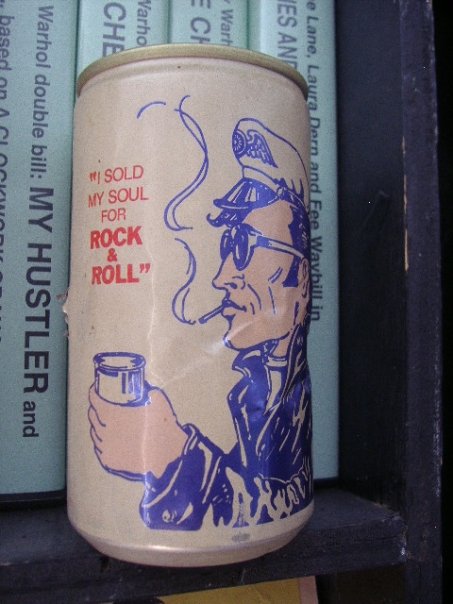 "I SOLD
MY SOUL
FOR
ROCK
&
ROLL"
Warhol double bill: MY HUSTLER and
based on A CLOCKWORK
Lane, Laura Dern and Fee Waybill in